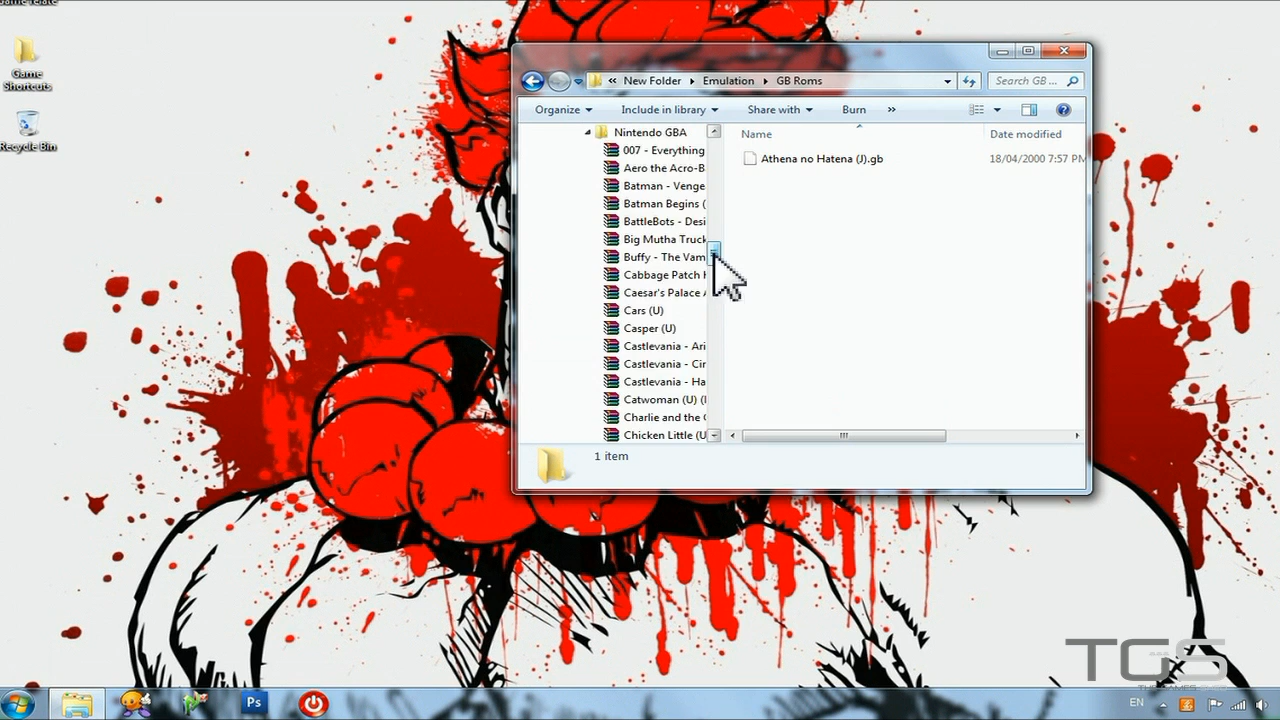 Game
Shortcuts
Recycle Bin
« New Folder Emulation GB Roms
Search GB ...
Organize Include in library Share with Burn »
Nintendo GBA
007 - Everything
Aero the Acro-B
Batman - Venge
Batman Begins (
BattleBots - Desi
Big Mutha Truck
Buffy - The Vam
Cabbage Patch
Caesar's Palace
Cars (U)
Casper (U)
Castlevania - Ari
Castlevania - Cir
Castlevania - Ha
Catwoman (U) (
Charlie and the
Chicken Little (U
Name Date modified
Athena no Hatena (J).gb 18/04/2000 7:57 PM
1 item
TGS
Ps
EN